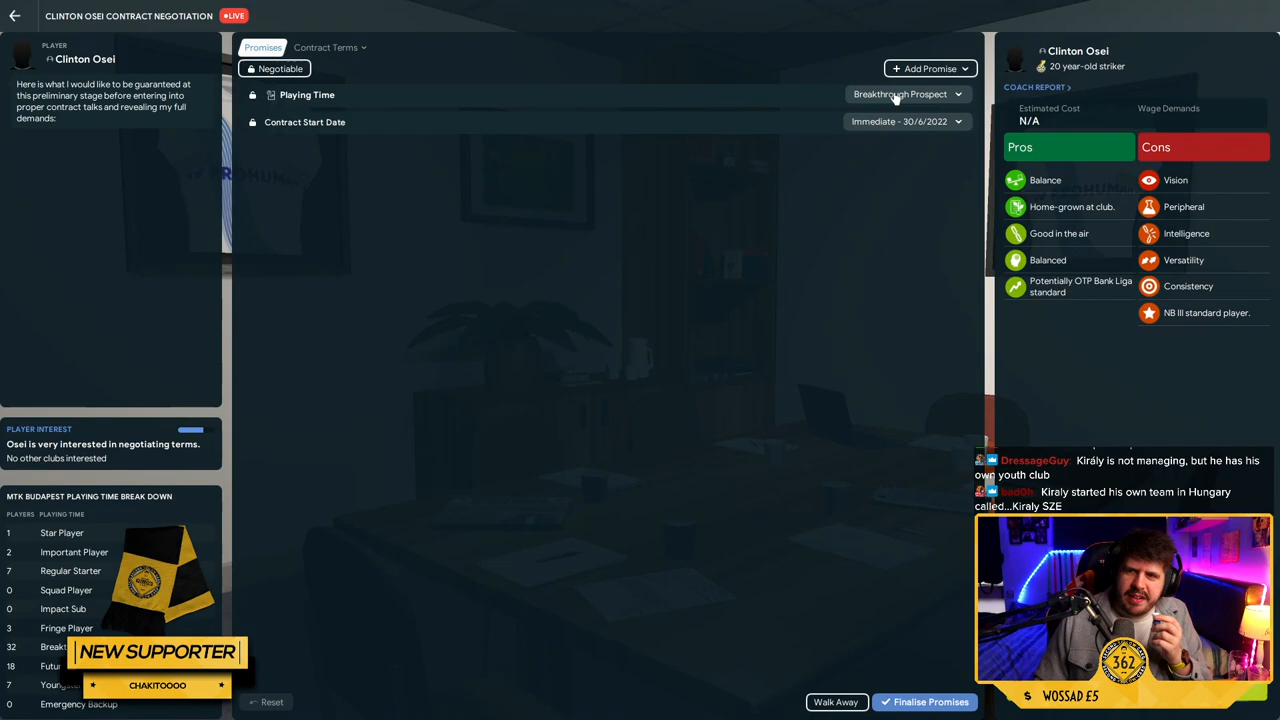 CLINTON OSEI CONTRACT NEGOTIATION
LIVE
PLAYER
Clinton Osei
Here is what I would like to be guaranteed at
this preliminary stage before entering into
proper contract talks and revealing my full
demands:
PLAYER INTEREST
Osei is very interested in negotiating terms.
No other clubs interested
MTK BUDAPEST PLAYING TIME BREAK DOWN
PLAYERS PLAYING TIME
1 Star Player
2 Important Player
7 Regular Starter
0 Squad Player
0 Impact Sub
3 Fringe Player
32
18
7
0 Emergency Backup
NEW SUPPORTER
CHAKITOOOO
Promises Contract Terms
Negotiable
+ Add Promise
Playing Time Breakthrough Prospect
Contract Start Date Immediate - 30/6/2022
Reset
Walk Away Finalise Promises
Clinton Osei
20 year-old striker
COACH REPORT >
Estimated Cost Wage Demands
N/A
Pros Cons
Balance Vision
Home-grown at club. Peripheral
Good in the air Intelligence
Balanced Versatility
Potentially OTP Bank Liga
standard
Consistency
NB III standard player.
DressageGuy: Király is not managing, but he has his
own youth club
Kiraly started his own team in Hungary
called...Kiraly SZE
362
$ WOSSAD £5